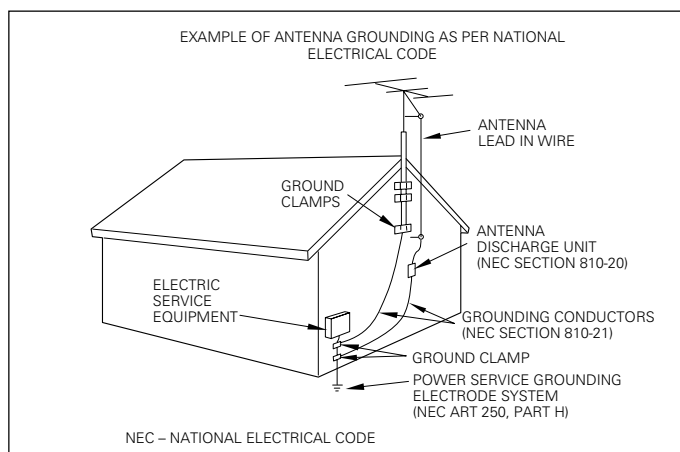 EXAMPLE OF ANTENNA GROUNDING AS PER NATIONAL
ELECTRICAL CODE
ANTENNA
LEAD IN WIRE
GROUND
CLAMPS
ANTENNA
DISCHARGE UNIT
(NEC SECTION 810-20)
ELECTRIC
SERVICE
EQUIPMENT
GROUNDING CONDUCTORS
(NEC SECTION 810-21)
GROUND CLAMP
POWER SERVICE GROUNDING
ELECTRODE SYSTEM
(NEC ART 250, PART H)
NEC – NATIONAL ELECTRICAL CODE